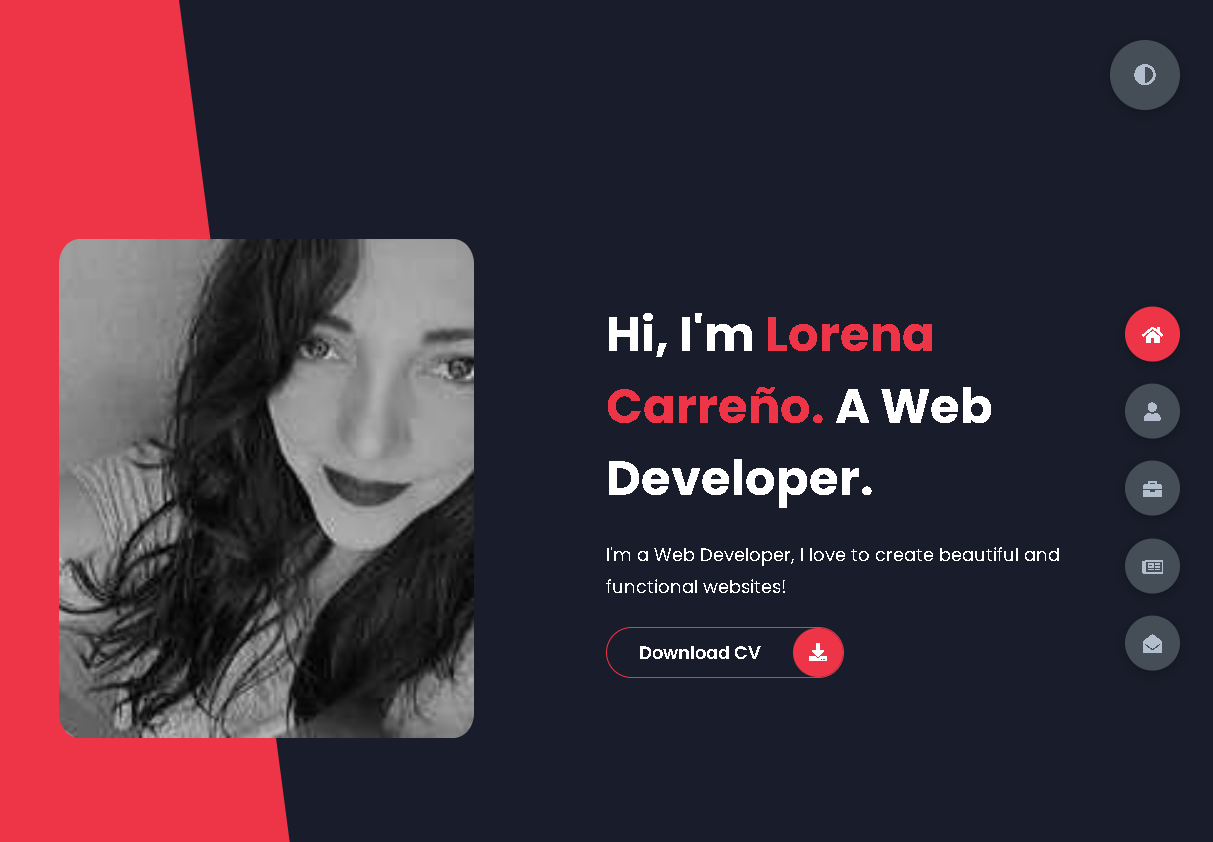 Hi, I'm Lorena
Carreño. A Web
Developer.
I'm a Web Developer, I love to create beautiful and
functional websites!
Download CV